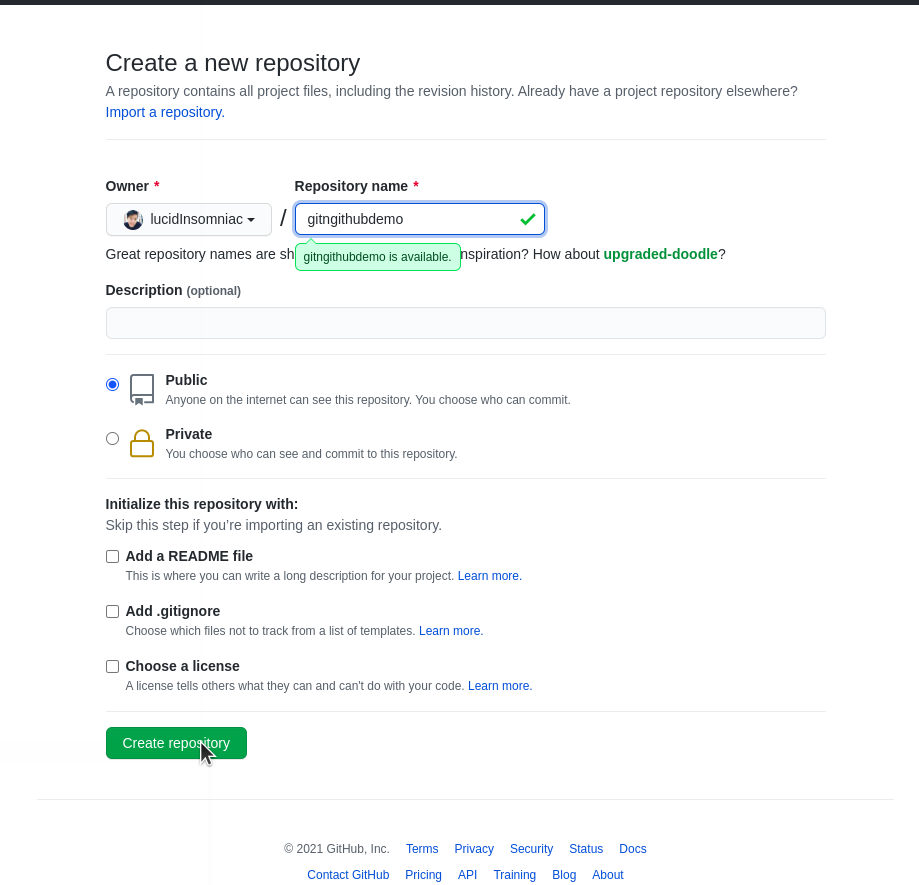 Create a new repository
A repository contains all project files, including the revision history. Already have a project repository elsewhere?
Import a repository.
Owner * Repository name *
lucidInsomniac / gitngithubdemo
Great repository names are sh
gitngithubdemo is available.
nspiration? How about upgraded-doodle?
Description (optional)
Public
Anyone on the internet can see this repository. You choose who can commit.
Private
You choose who can see and commit to this repository.
Initialize this repository with:
Skip this step if you’re importing an existing repository.
Add a README file
This is where you can write a long description for your project. Learn more.
Add .gitignore
Choose which files not to track from a list of templates. Learn more.
Choose a license
A license tells others what they can and can't do with your code. Learn more.
Create repository
© 2021 GitHub, Inc. Terms Privacy Security Status Docs
Contact GitHub Pricing API Training Blog About